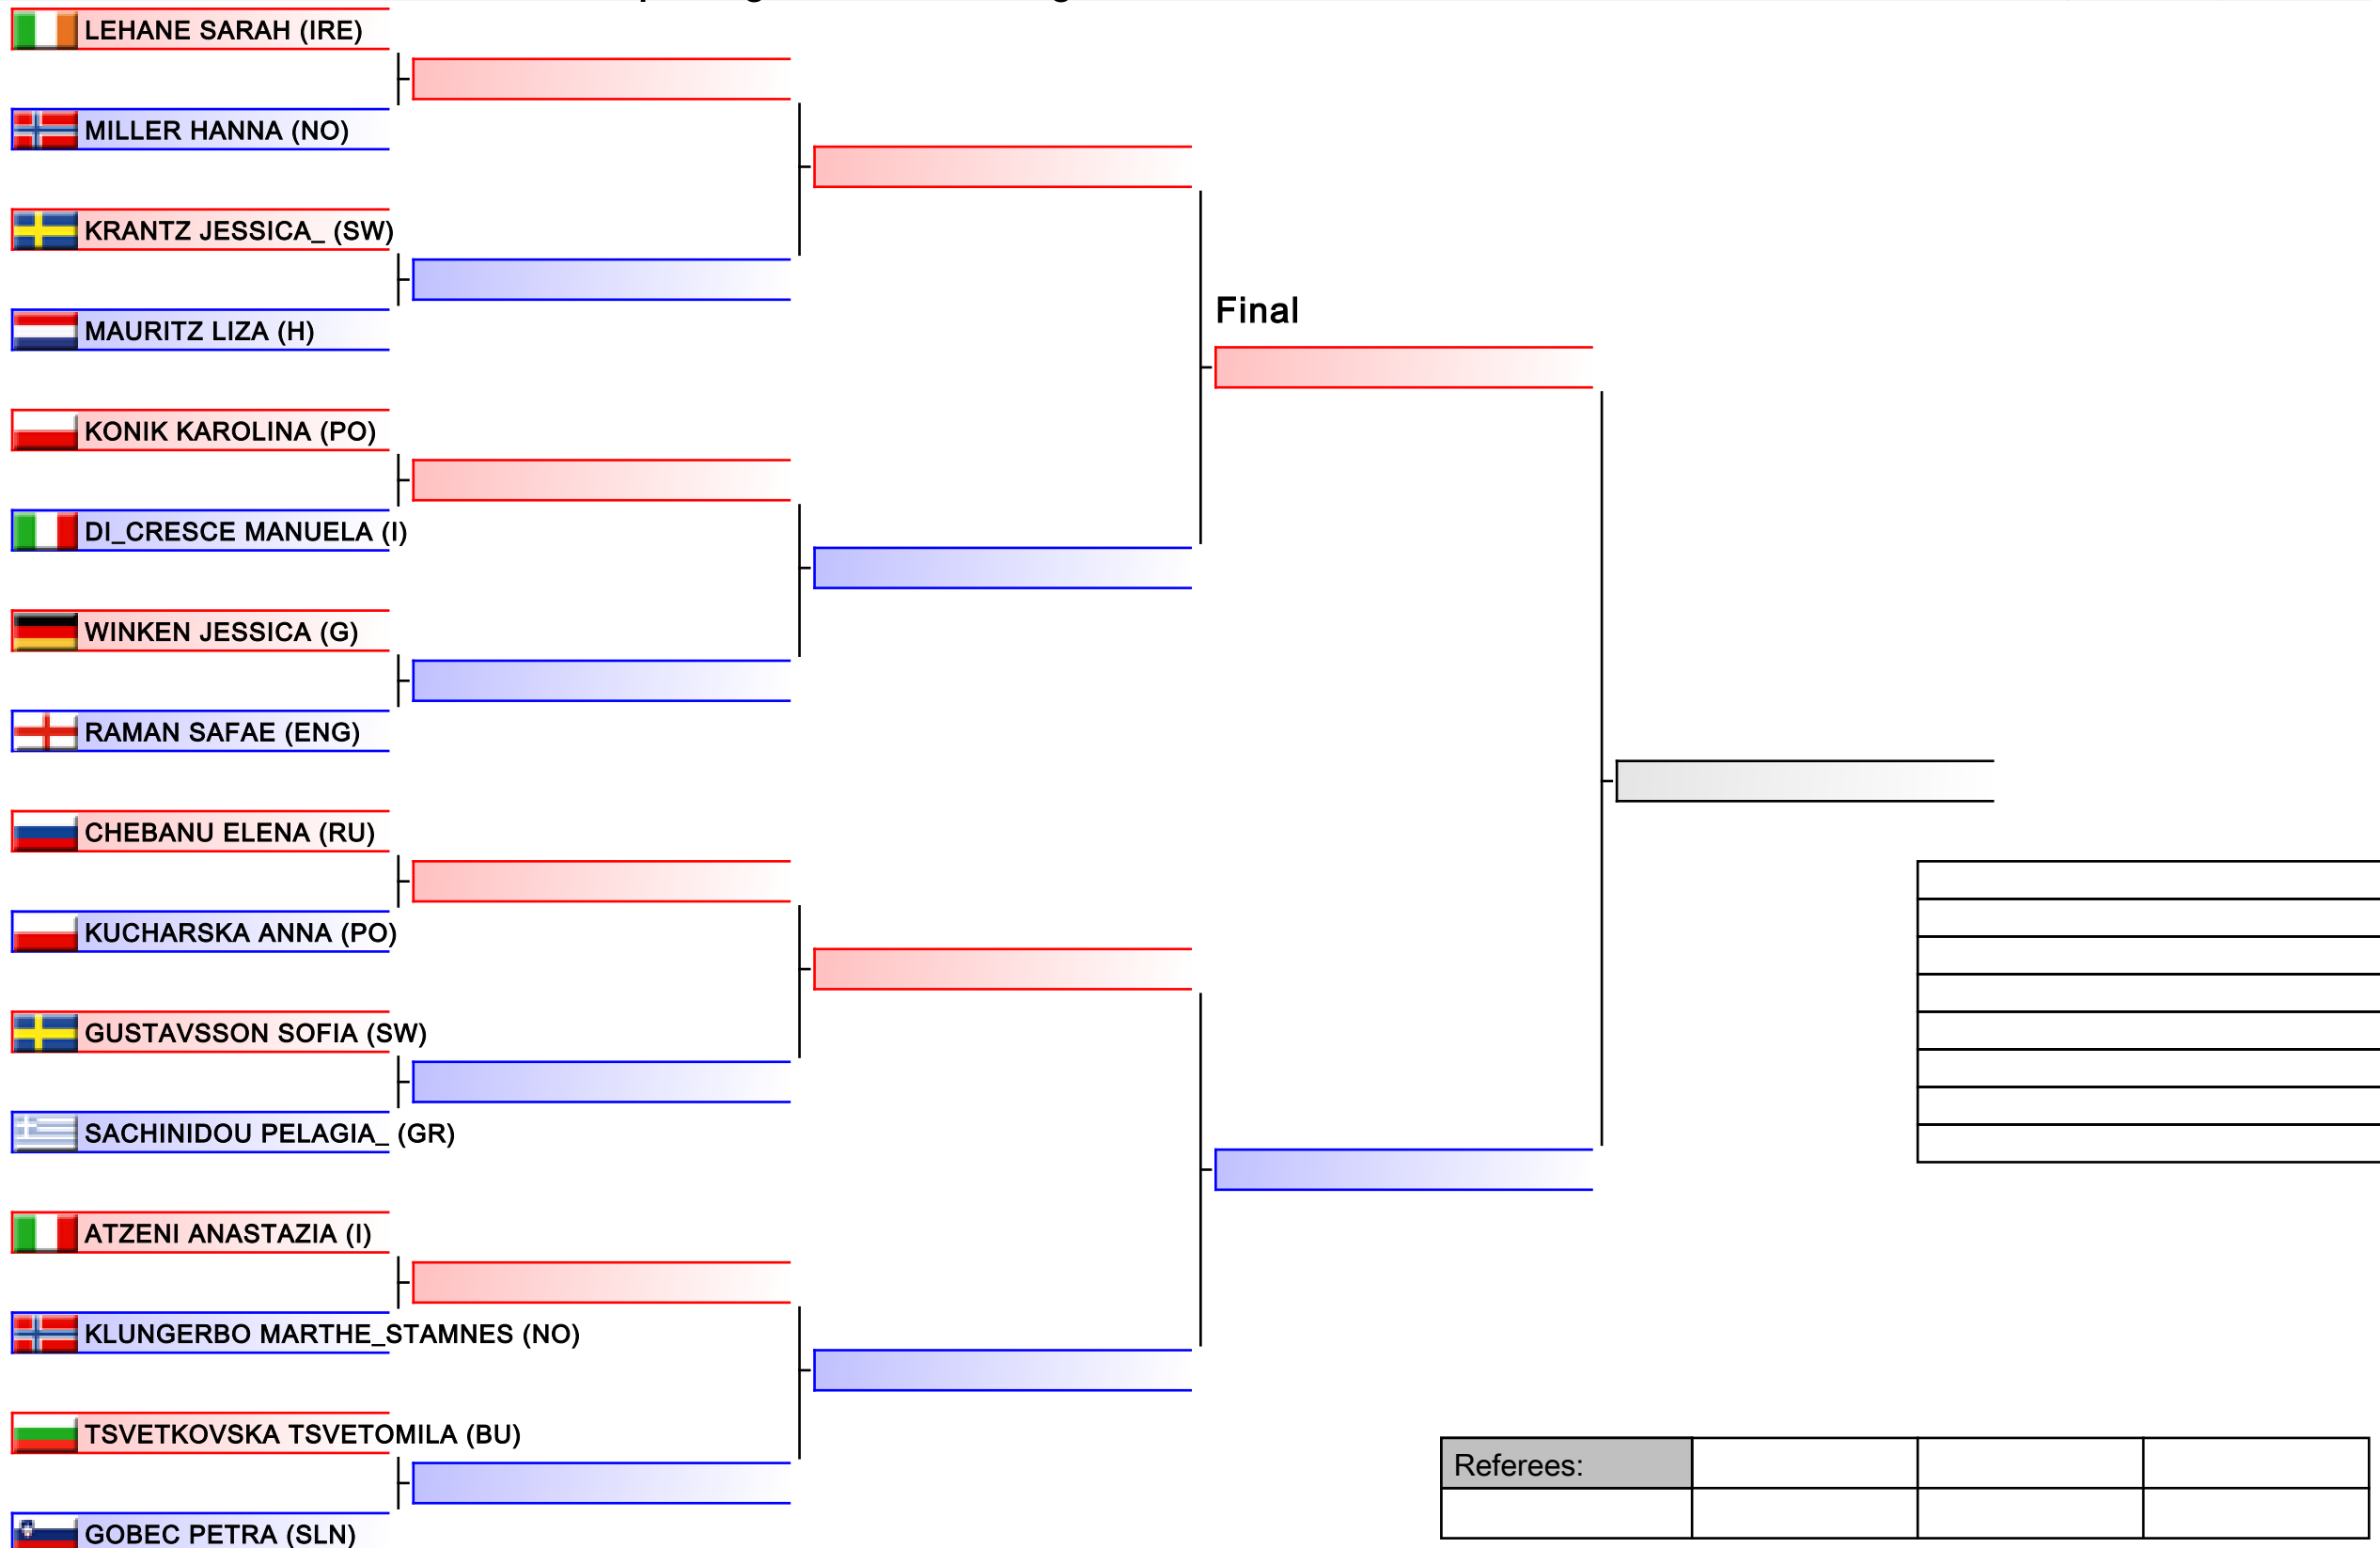 LEHANE SARAH (IRE)
MILLER HANNA (NO)
KRANTZ JESSICA_ (SW)
MAURITZ LIZA (H)
Final
KONIK KAROLINA (PO)
DI_CRESCE MANUELA (I)
WINKEN JESSICA (G)
RAMAN SAFAE (ENG)
CHEBANU ELENA (RU)
KUCHARSKA ANNA (PO)
GUSTAVSSON SOFIA (SW)
SACHINIDOU PELAGIA_ (GR)
ATZENI ANASTAZIA (I)
KLUNGERBO MARTHE_STAMNES (NO)
TSVETKOVSKA TSVETOMILA (BU)
Referees:
GOBEC PETRA (SLN)